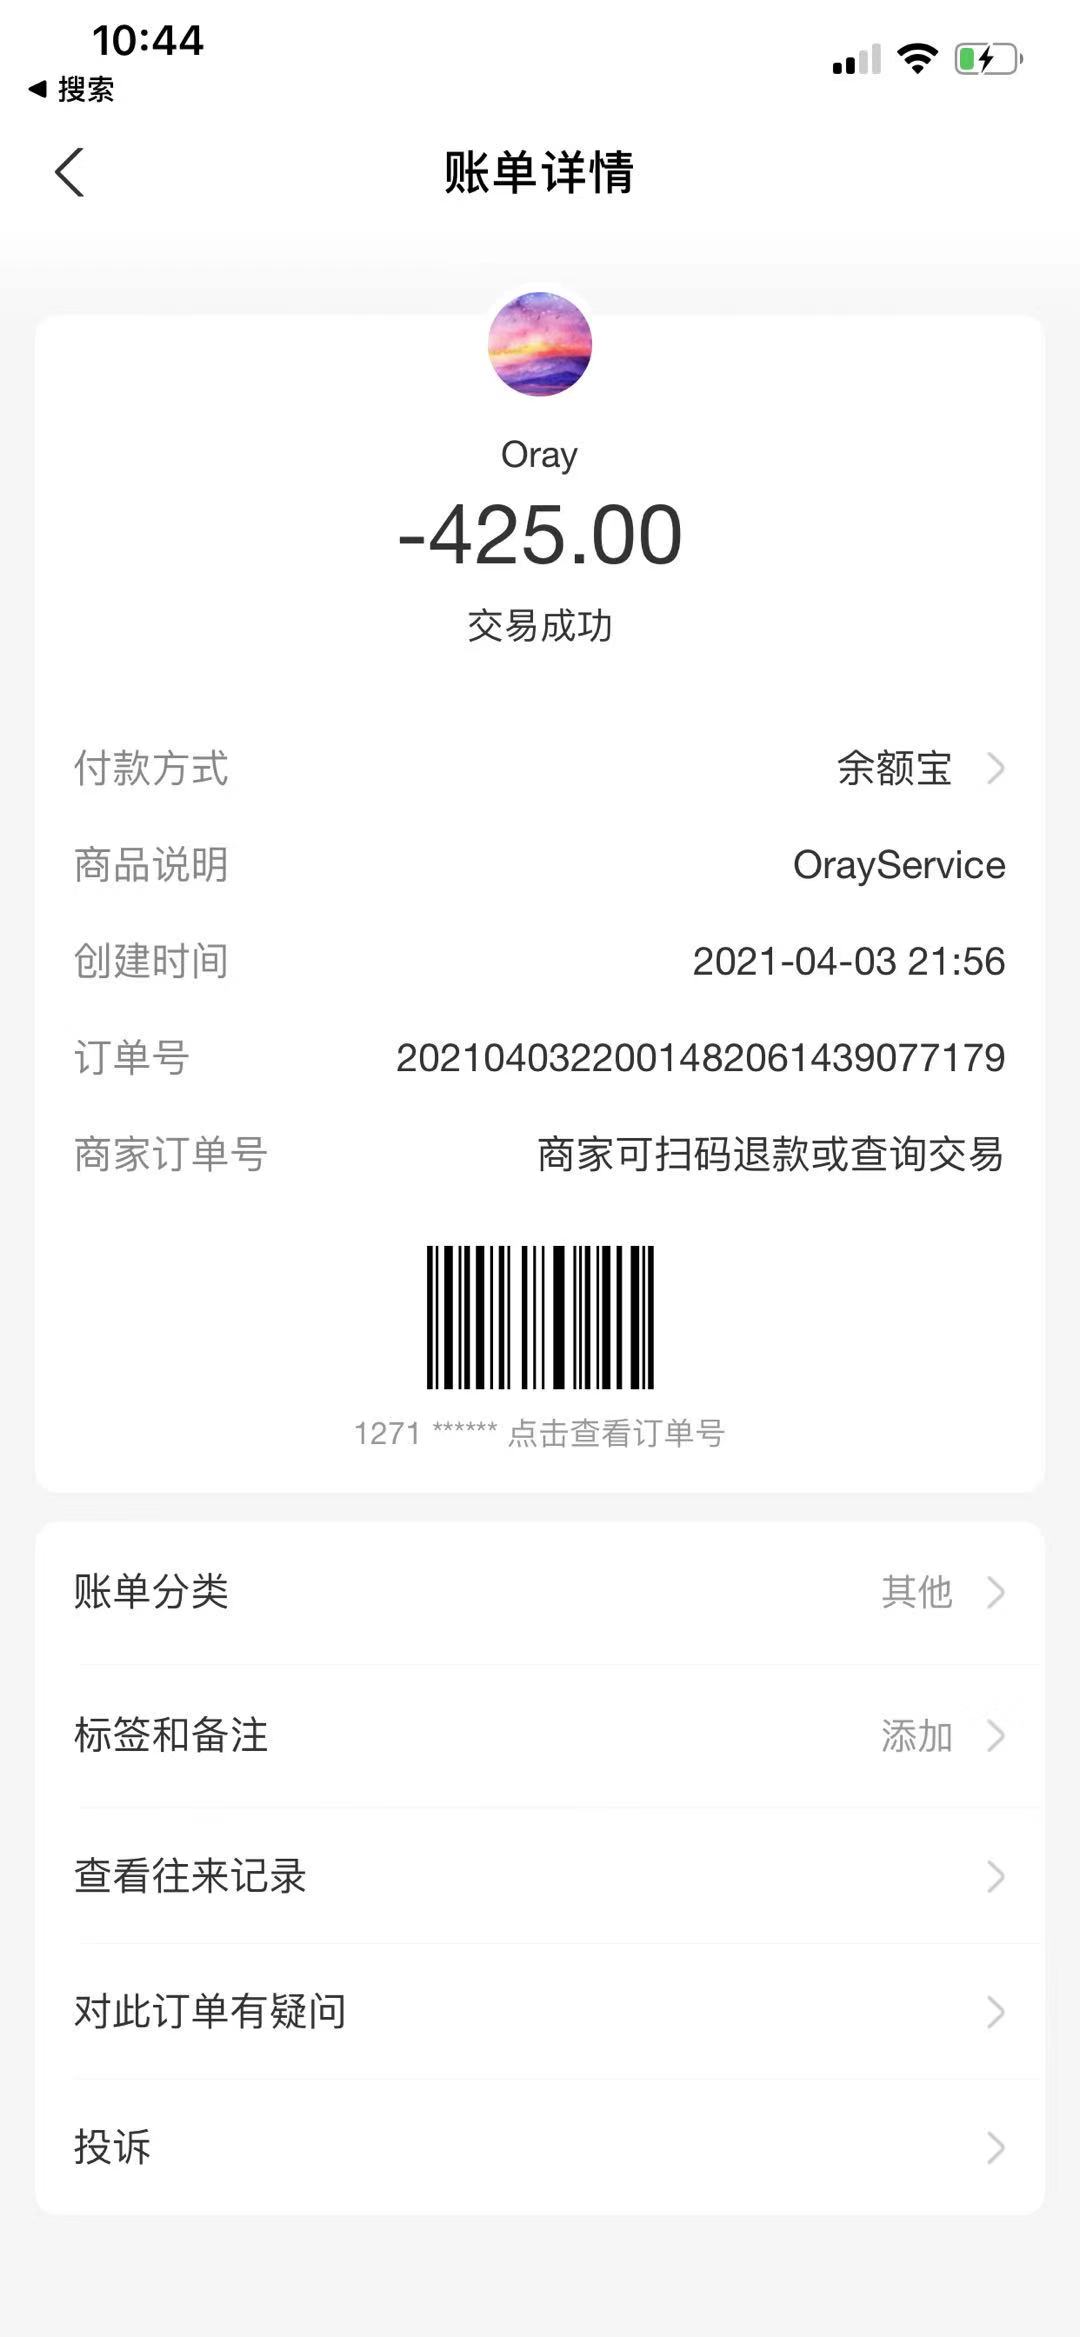 10:44
搜索
账单详情
Oray
-425.00
交易成功
付款方式 余额宝
商品说明 OrayService
创建时间 2021-04-03 21:56
订单号 2021040322001482061439077179
商家订单号 商家可扫码退款或查询交易
1271 ****** 点击查看订单号
账单分类 其他
标签和备注 添加
查看往来记录
对此订单有疑问
投诉